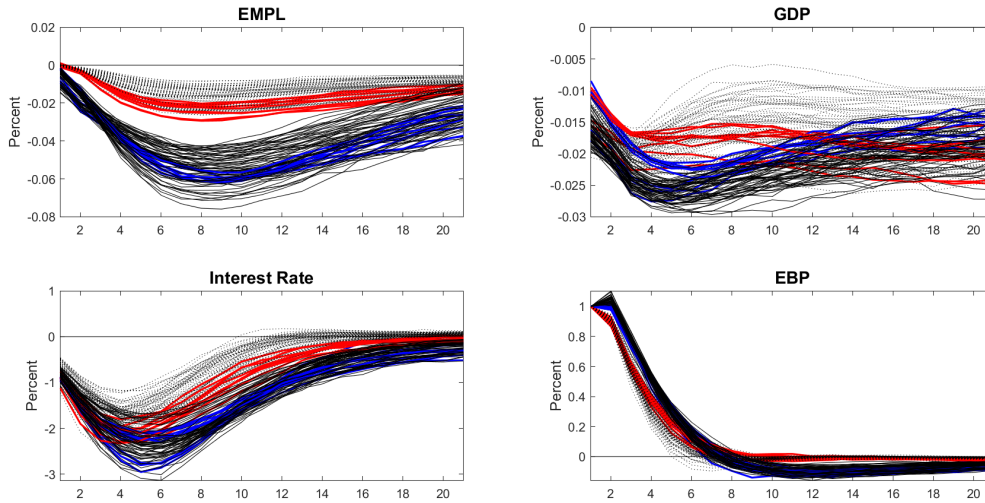 EMPL
0.02
0
-0.02
-0.04
-0.06
-0.08
Percent
2 4 6 8 10 12 14 16 18 20
GDP
0
-0.005
-0.01
-0.015
-0.02
-0.025
-0.03
Percent
2 4 6 8 10 12 14 16 18 20
Interest Rate
1
0
-1
-2
-3
Percent
2 4 6 8 10 12 14 16 18 20
EBP
1
0.8
0.6
0.4
0.2
0
Percent
2 4 6 8 10 12 14 16 18 20